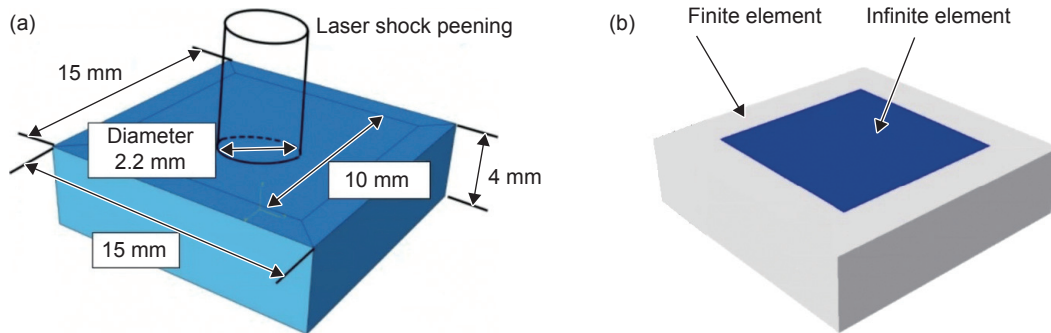 (a)
Laser shock peening
15 mm
Diameter
2.2 mm
10 mm
4 mm
15 mm
(b)
Finite element
Infinite element